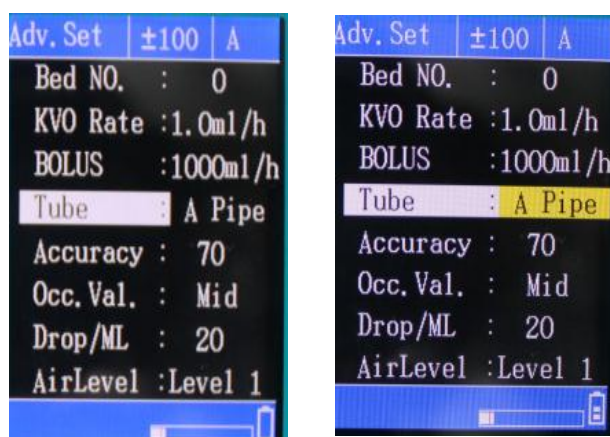 Adv. Set ±100 A
Bed NO. : 0
KVO Rate :1.0ml/h
BOLUS :1000ml/h
Tube : A Pipe
Accuracy : 70
Occ. Val. : Mid
Drop/ML : 20
AirLevel :Level 1
Adv. Set ±100 A
Bed NO. : 0
KVO Rate :1.0ml/h
BOLUS :1000ml/h
Tube : A Pipe
Accuracy : 70
Occ. Val. : Mid
Drop/ML : 20
AirLevel :Level 1